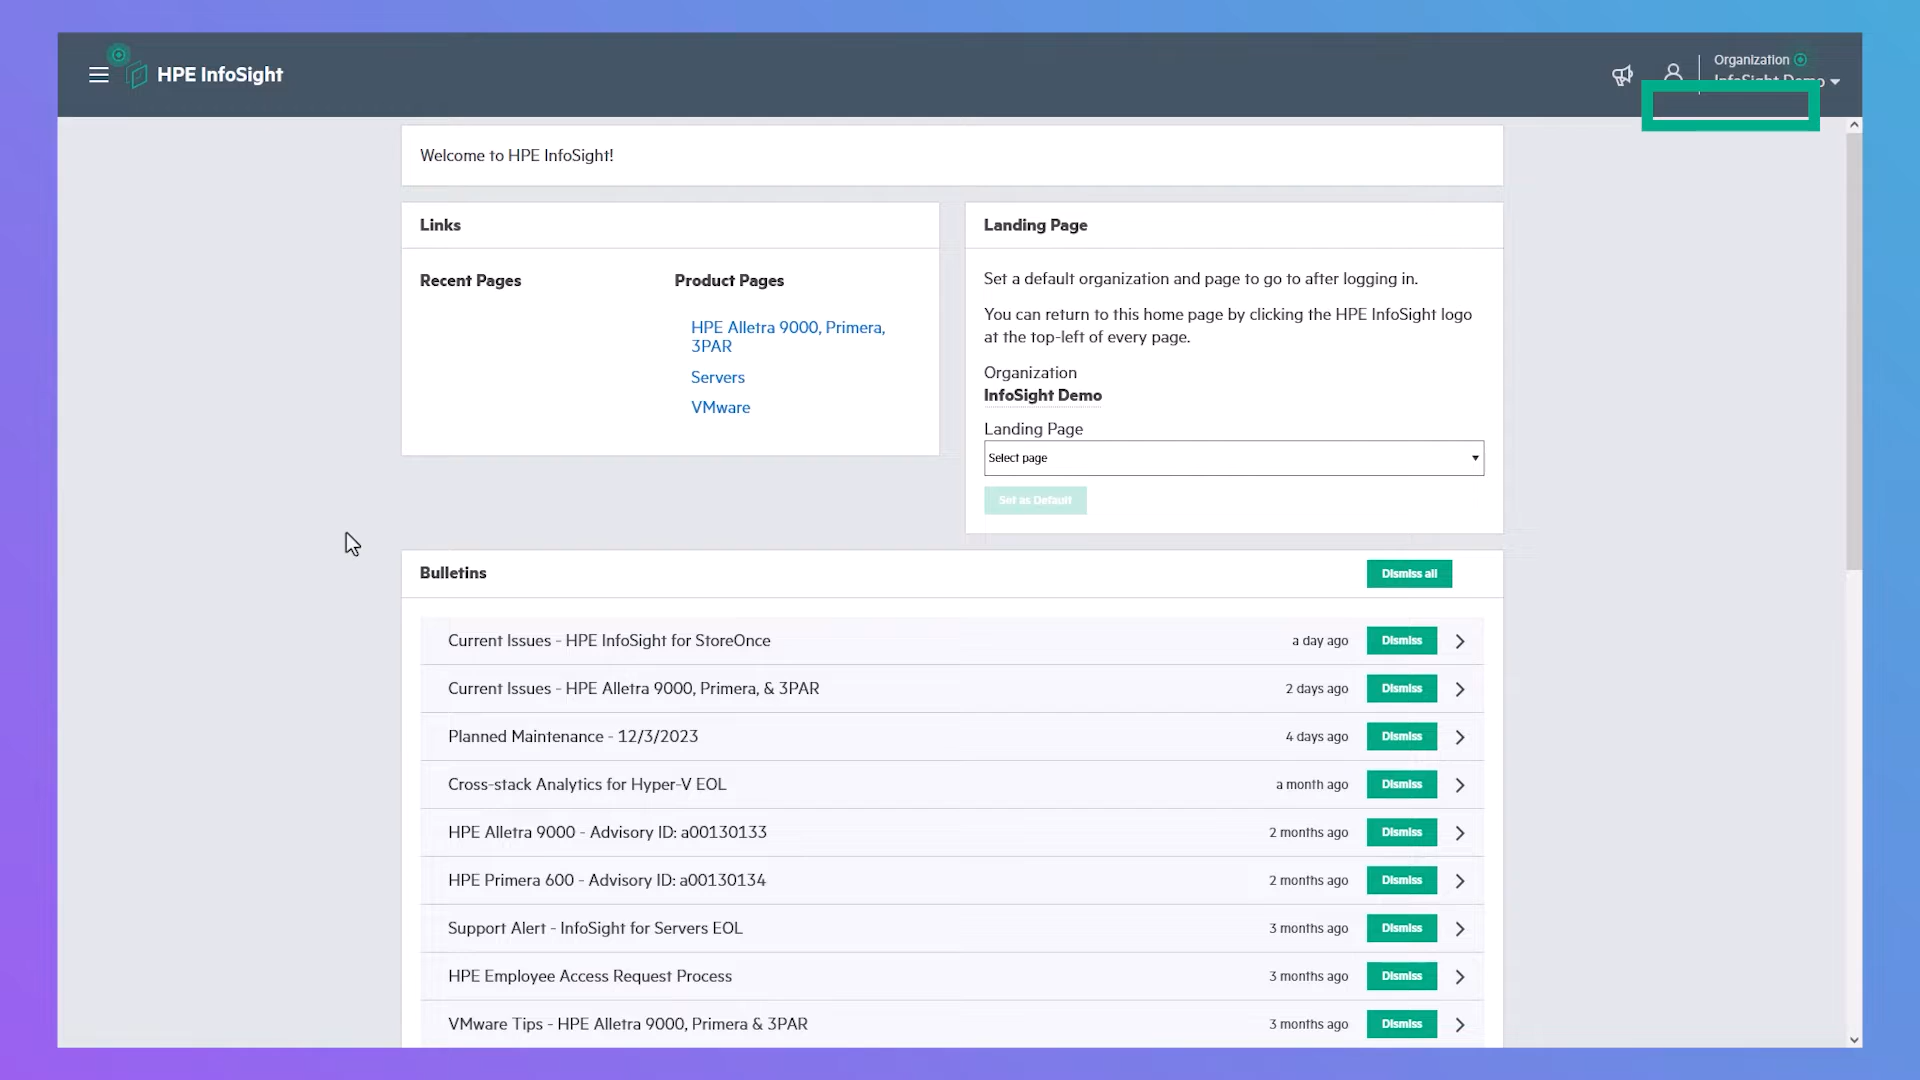 HPE InfoSight
Organization
InfoSight Demo
Welcome to HPE InfoSight!
Links
Recent Pages
Product Pages
HPE Alletra 9000, Primera,
3PAR
Servers
VMware
Landing Page
Set a default organization and page to go to after logging in.
You can return to this home page by clicking the HPE InfoSight logo
at the top-left of every page.
Organization
InfoSight Demo
Landing Page
Select page
Set as Default
Bulletins
Dismiss all
Current Issues - HPE InfoSight for StoreOnce a day ago Dismiss
Current Issues - HPE Alletra 9000, Primera, & 3PAR 2 days ago Dismiss
Planned Maintenance - 12/3/2023 4 days ago Dismiss
Cross-stack Analytics for Hyper-V EOL a month ago Dismiss
HPE Alletra 9000 - Advisory ID: a00130133 2 months ago Dismiss
HPE Primera 600 - Advisory ID: a00130134 2 months ago Dismiss
Support Alert - InfoSight for Servers EOL 3 months ago Dismiss
HPE Employee Access Request Process 3 months ago Dismiss
VMware Tips - HPE Alletra 9000, Primera & 3PAR 3 months ago Dismiss